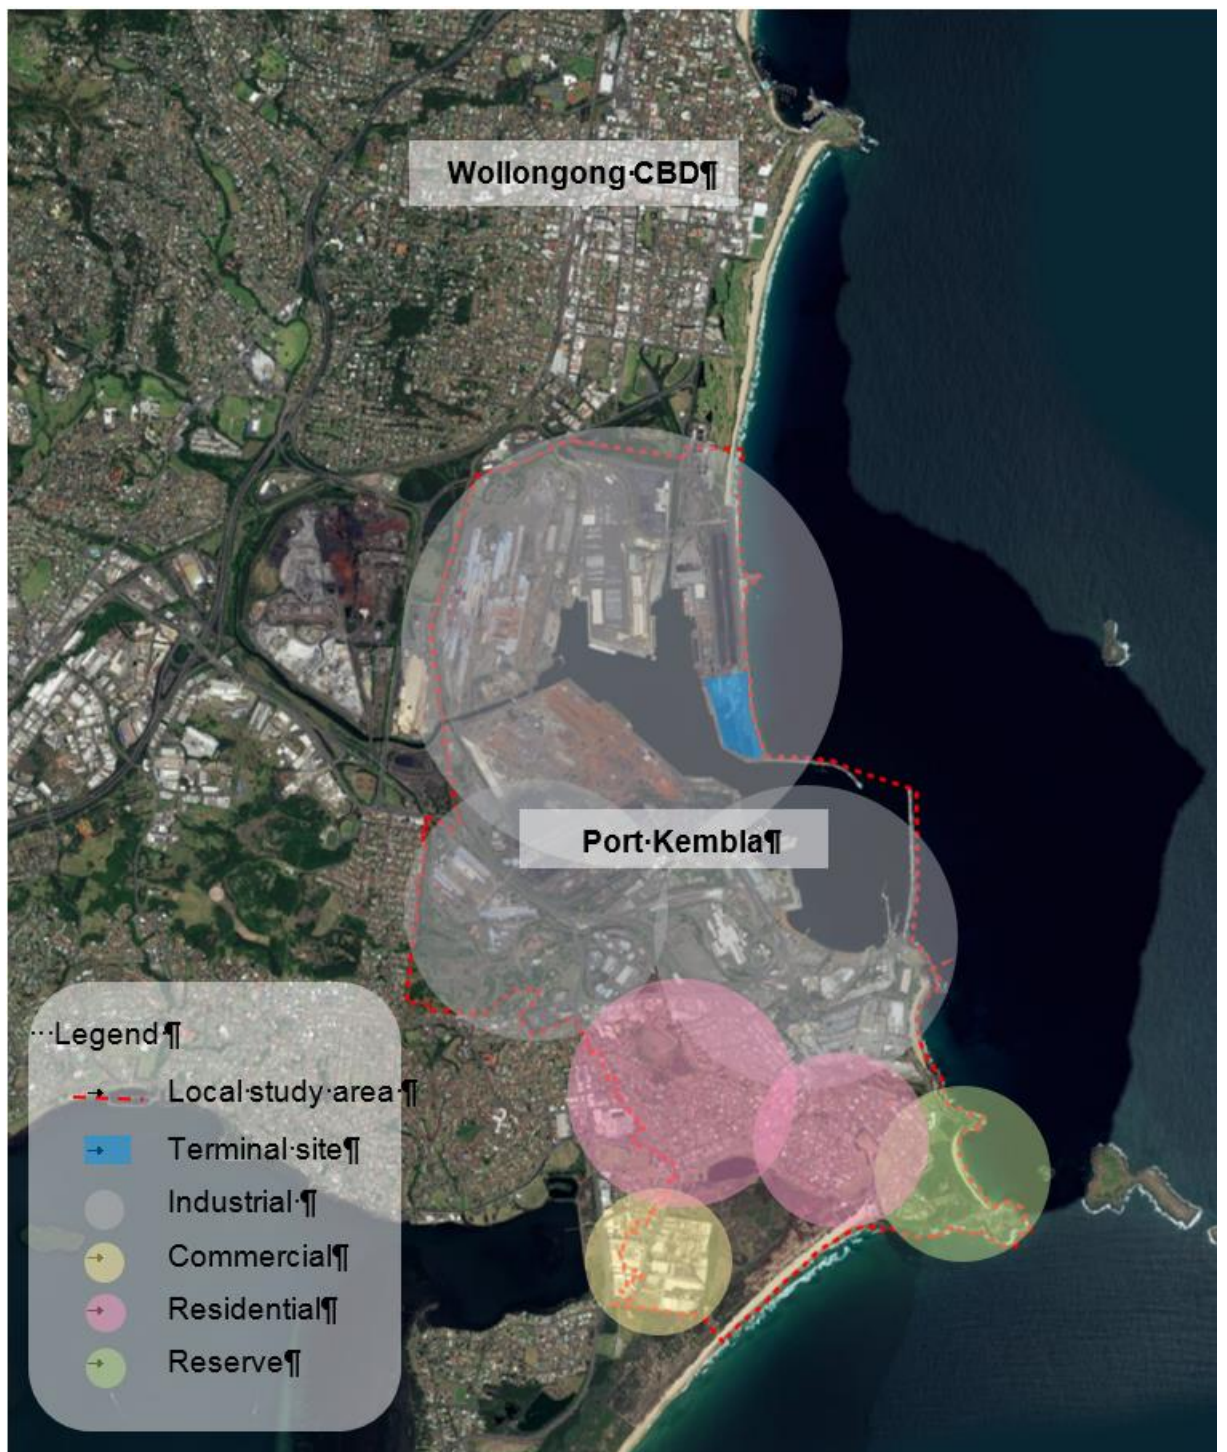 Wollongong·CBD¶
Port·Kembla¶
···Legend¶
Local·study·area·¶
Terminal·site¶
Industrial·¶
Commercial¶
Residential¶
Reserve¶